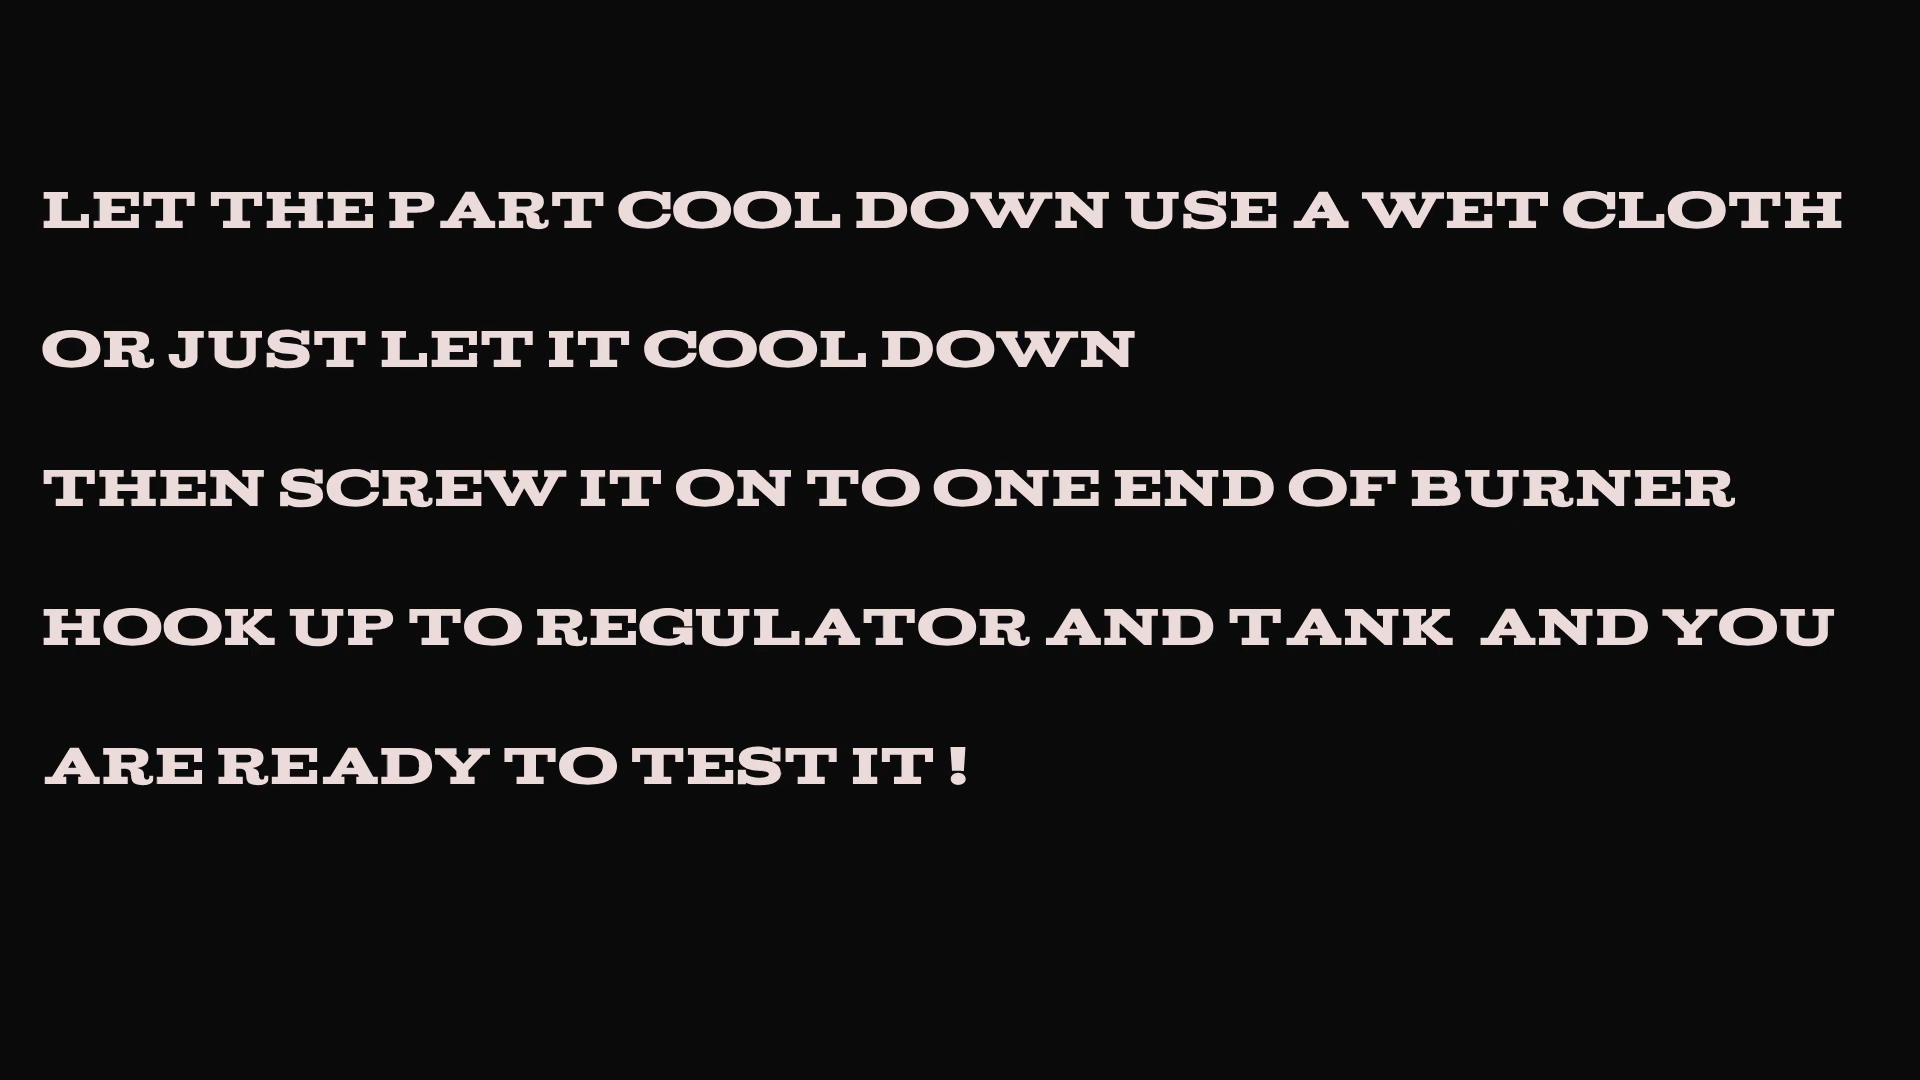 LET THE PART COOL DOWN USE A WET CLOTH
OR JUST LET IT COOL DOWN
THEN SCREW IT ON TO ONE END OF BURNER
HOOK UP TO REGULATOR AND TANK  AND YOU
ARE READY TO TEST IT !